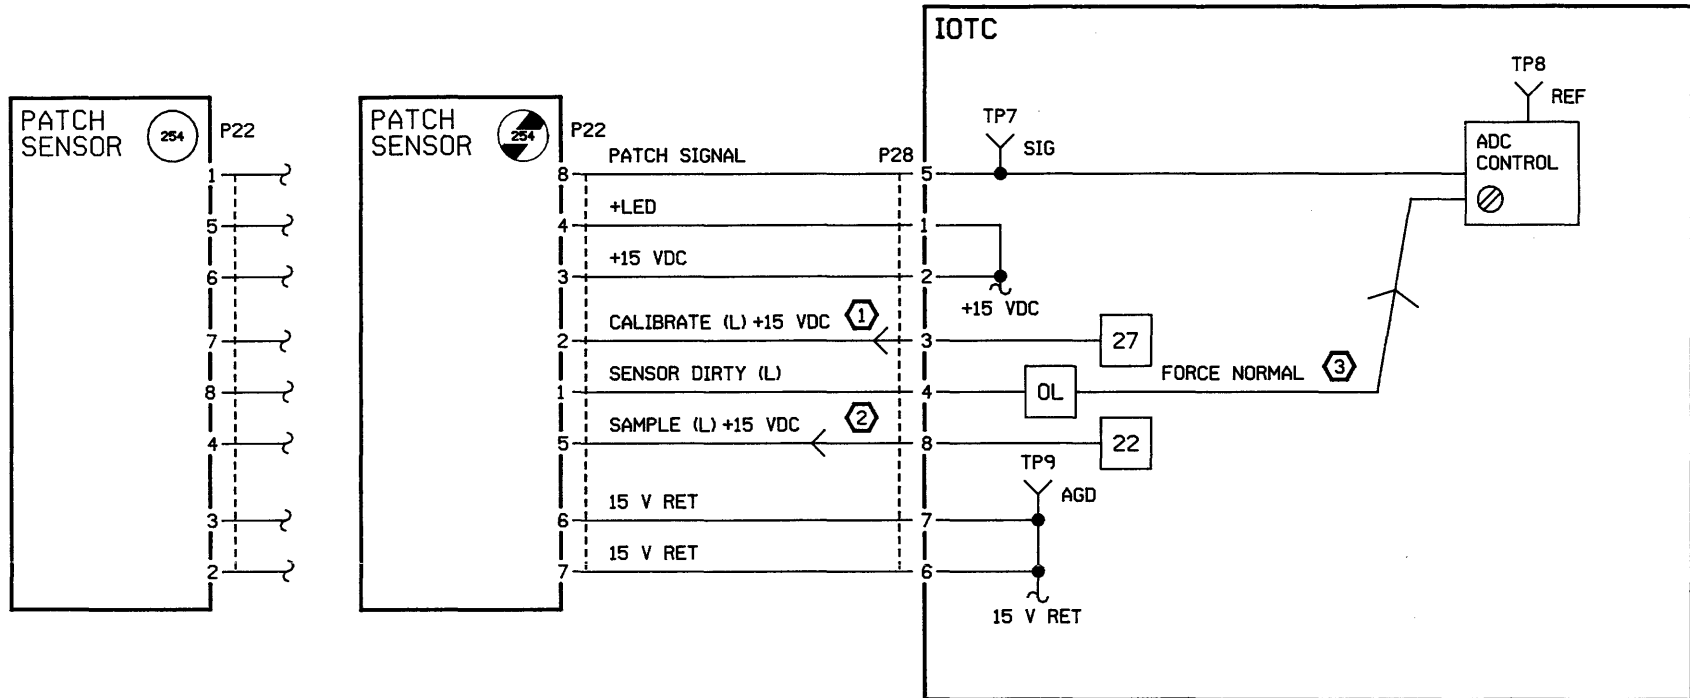 IOTC
TP8
REF
ADC
CONTROL
TP7
SIG
PATCH
SENSOR
254
P22
1
5
6
7
8
4
3
2
PATCH
SENSOR
254
P22
P28
8 PATCH SIGNAL 5
4 +LED 1
3 +15 VDC 2
+15 VDC
2 CALIBRATE (L) +15 VDC 1 3 27
1 SENSOR DIRTY (L) 4 OL FORCE NORMAL 3
5 SAMPLE (L) +15 VDC 2 8 22
TP9
AGD
6 15 V RET 7
7 15 V RET 6
15 V RET